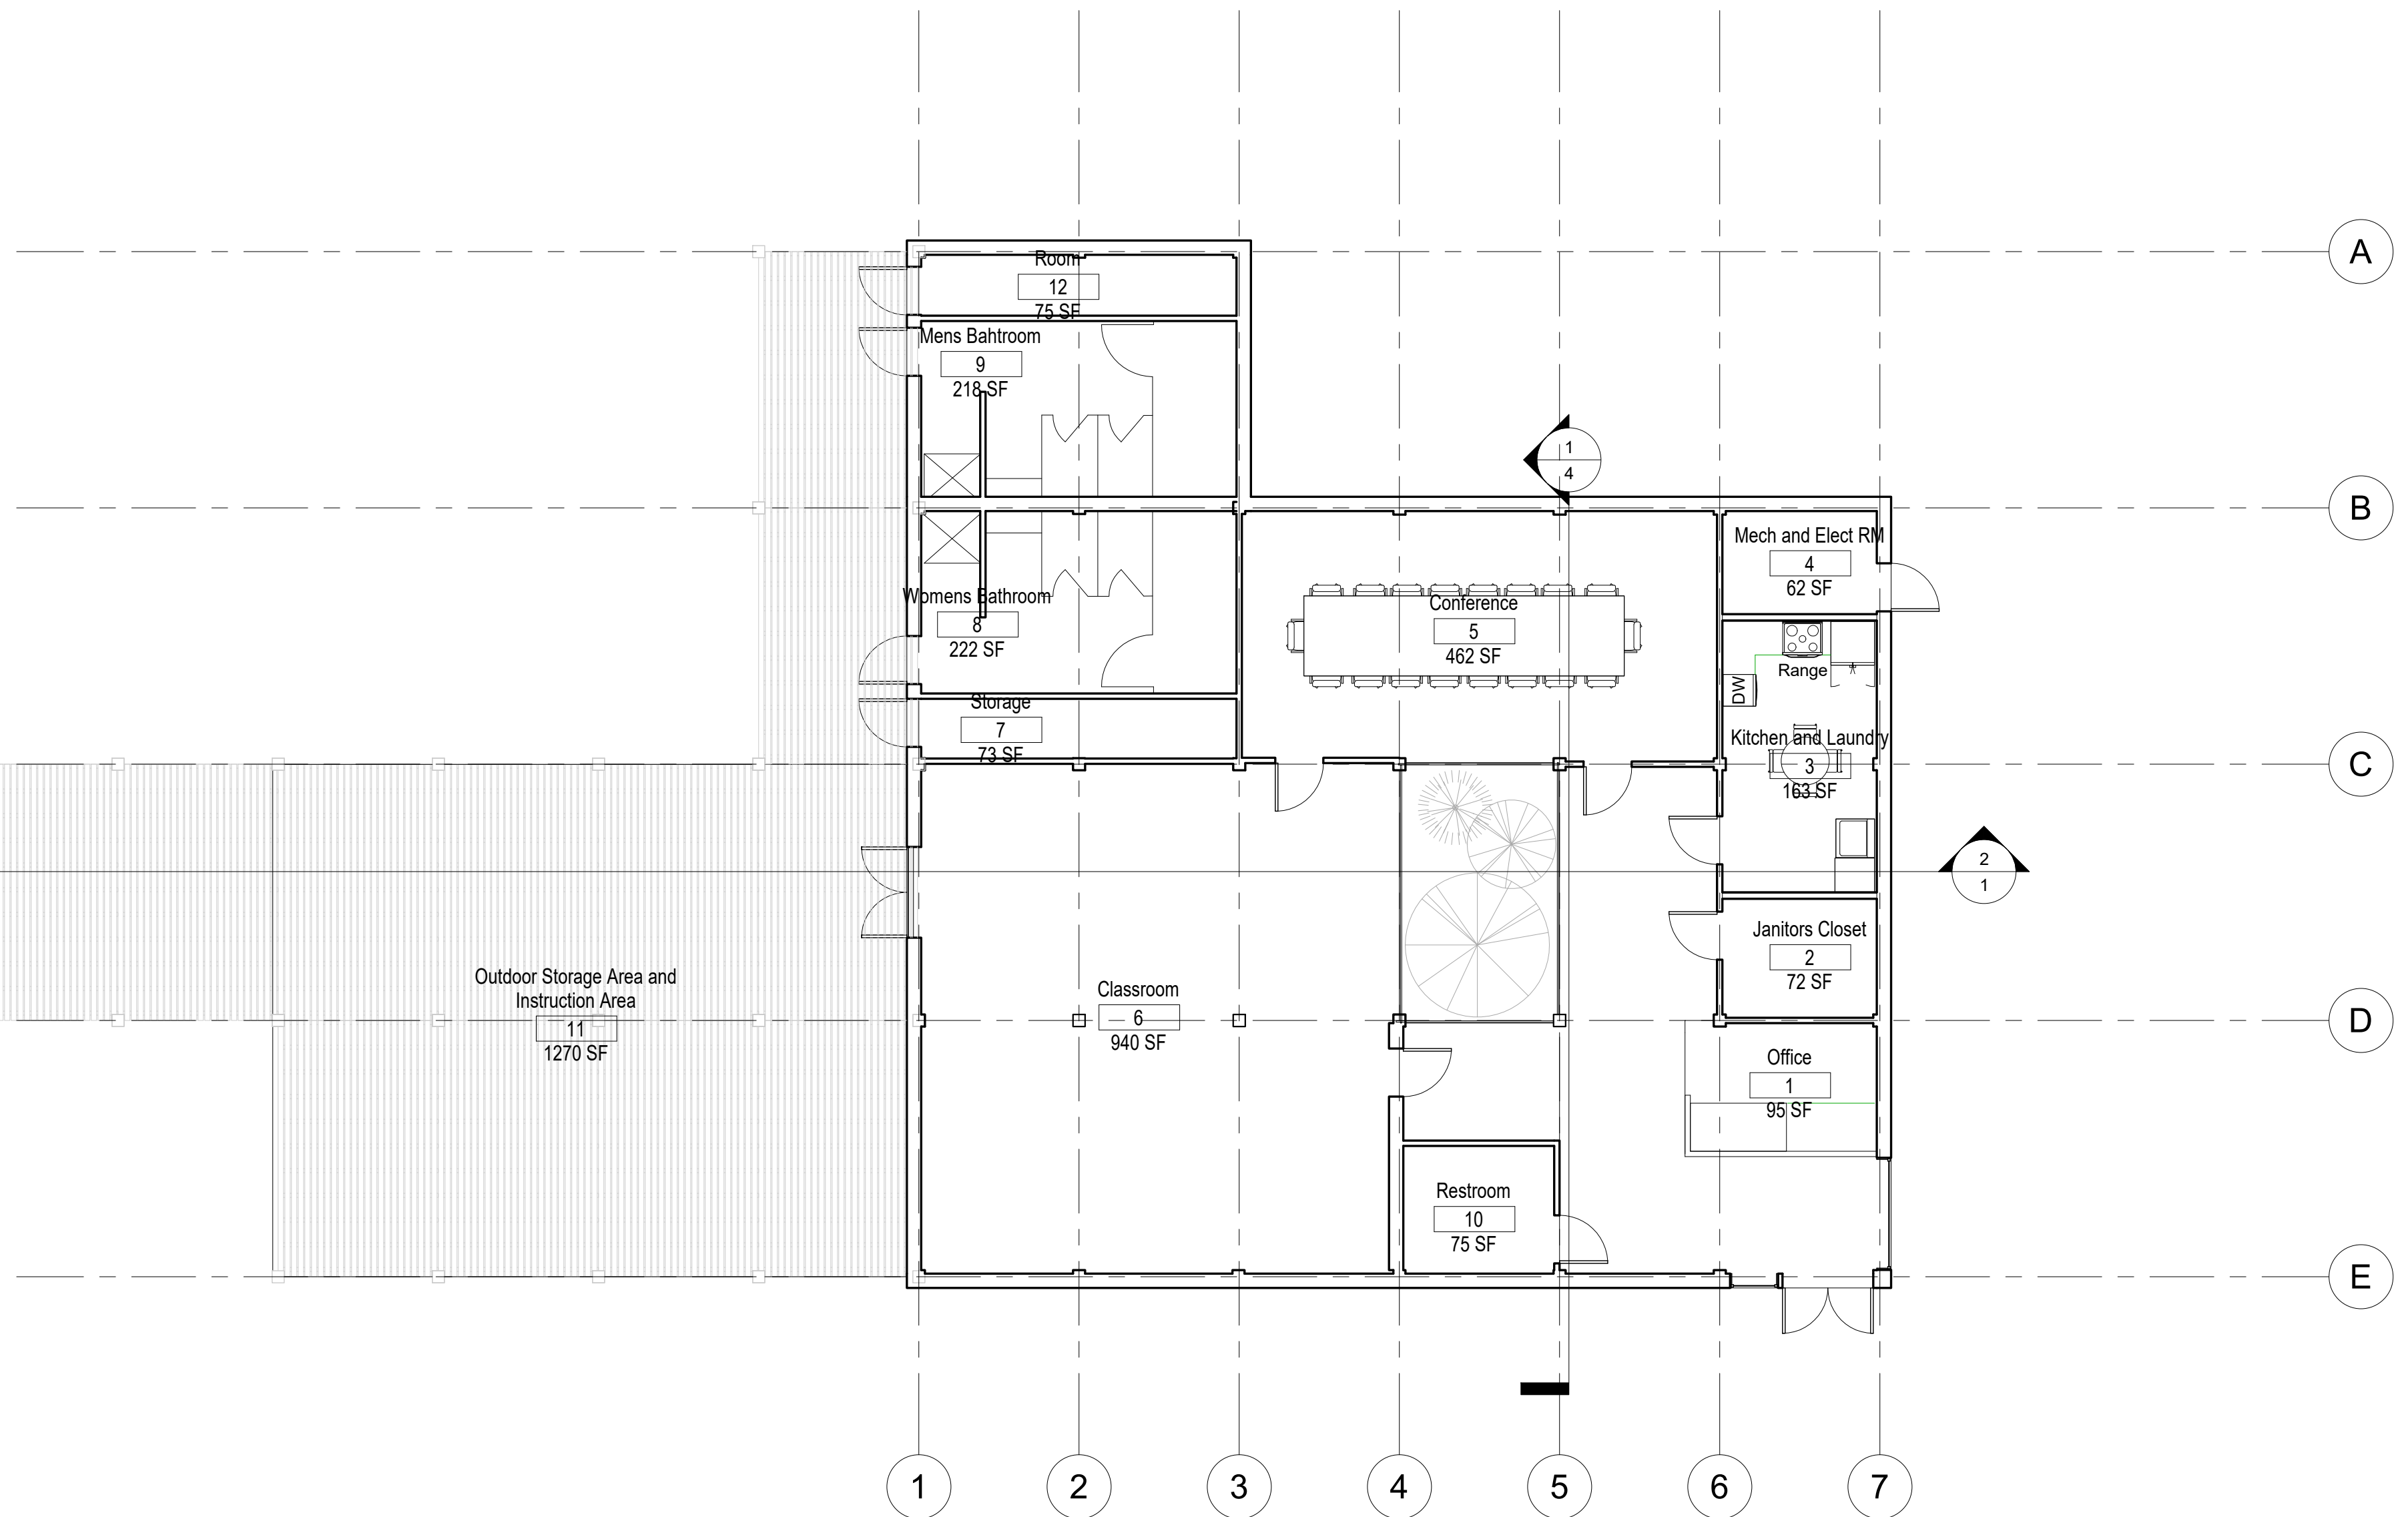 A
Room
12
75 SF
Mens Bahtroom
9
218 SF
1
4
B
Mech and Elect RM
4
62 SF
Womens Bathroom
8
222 SF
Conference
5
462 SF
Range
DW
Storage
7
73 SF
Kitchen and Laundry
3
163 SF
C
2
1
Janitors Closet
2
72 SF
Outdoor Storage Area and
Instruction Area
11
1270 SF
Classroom
6
940 SF
D
Office
1
95 SF
Restroom
10
75 SF
E
1
2
3
4
5
6
7